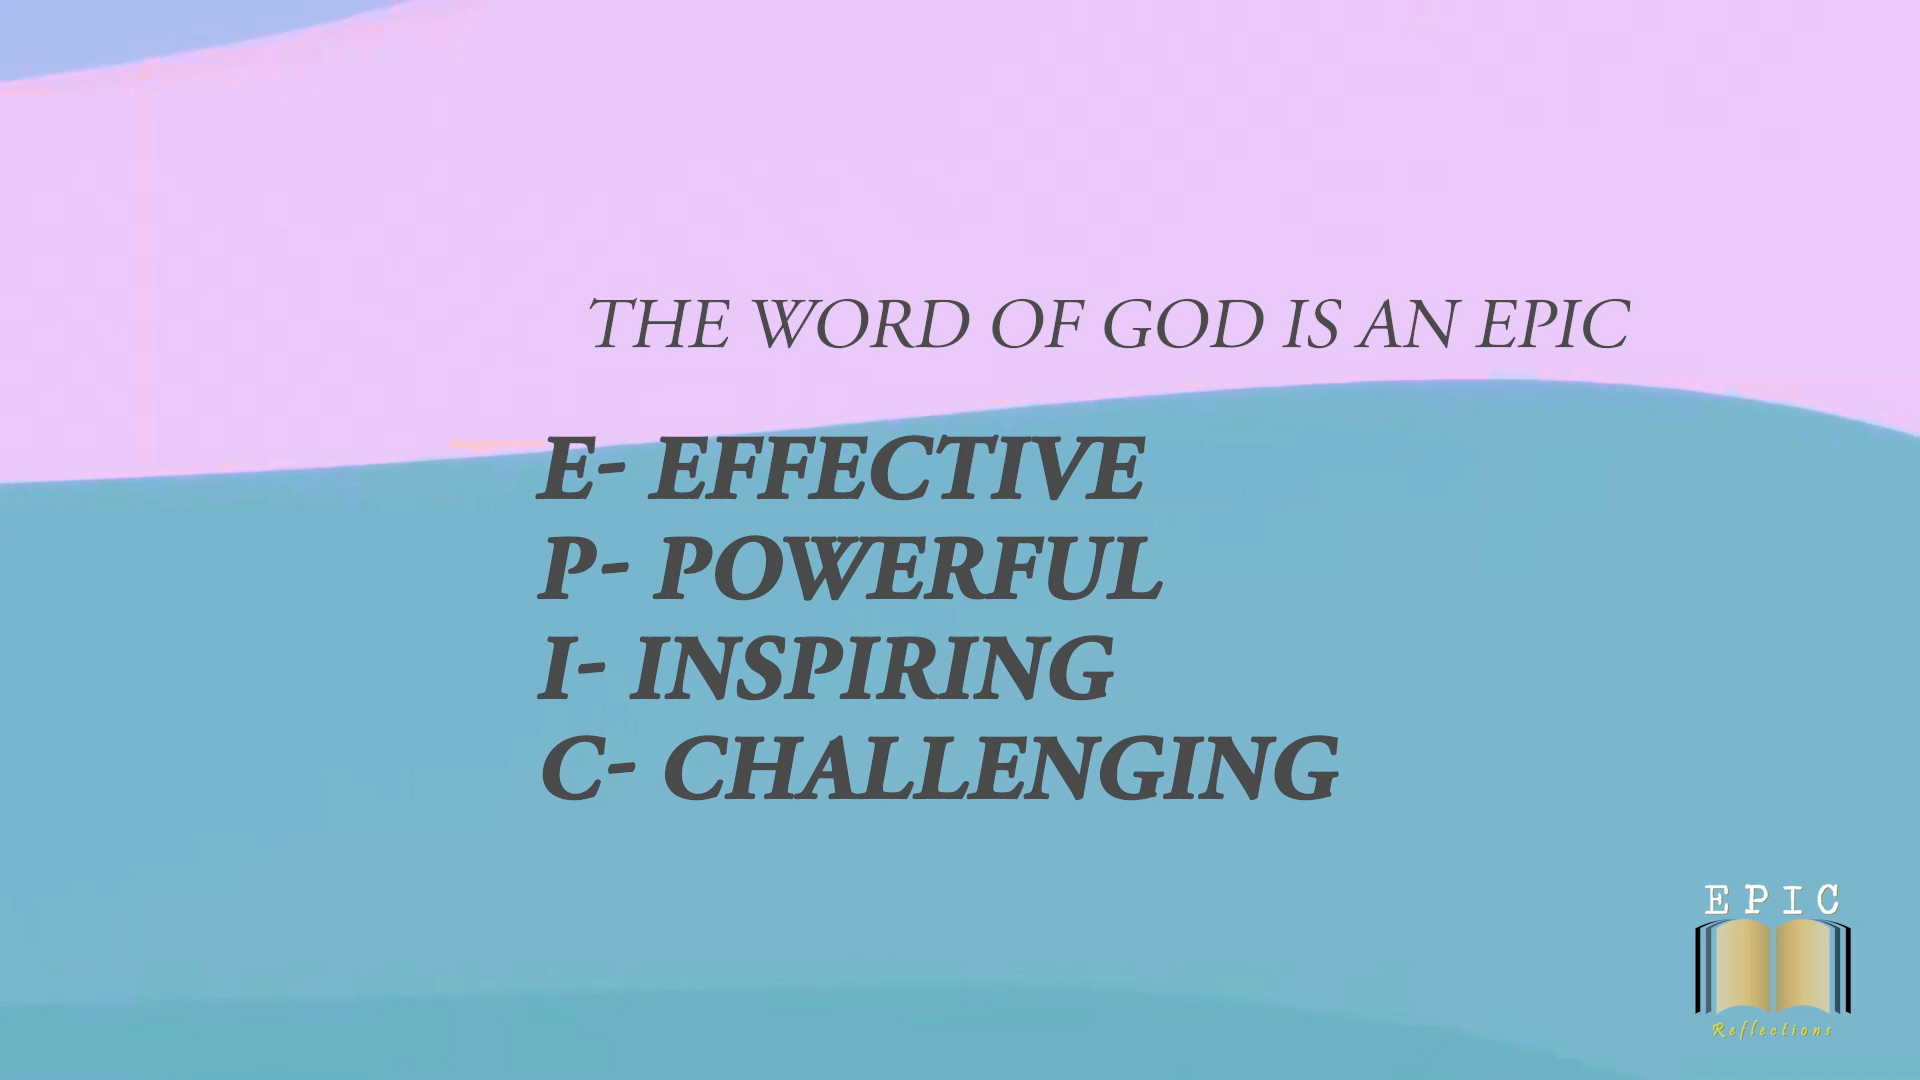 THE WORD OF GOD IS AN EPIC
E- EFFECTIVE
P- POWERFUL
I- INSPIRING
C- CHALLENGING
EPIC
Reflections